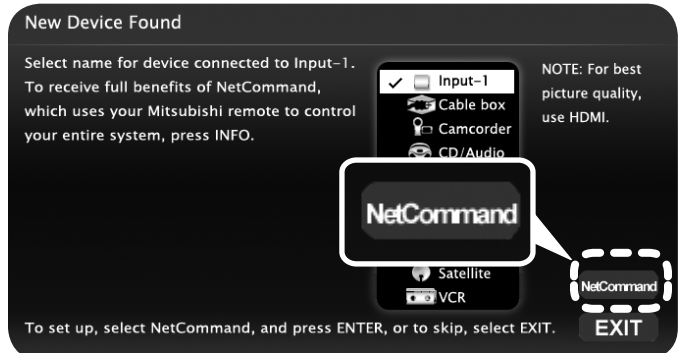 New Device Found
Select name for device connected to Input-1.
To receive full benefits of NetCommand,
which uses your Mitsubishi remote to control
your entire system, press INFO.
Input-1
Cable box
Camcorder
CD/Audio
NetCommand
Satellite
VCR
NOTE: For best
picture quality,
use HDMI.
NetCommand
EXIT
To set up, select NetCommand, and press ENTER, or to skip, select EXIT.